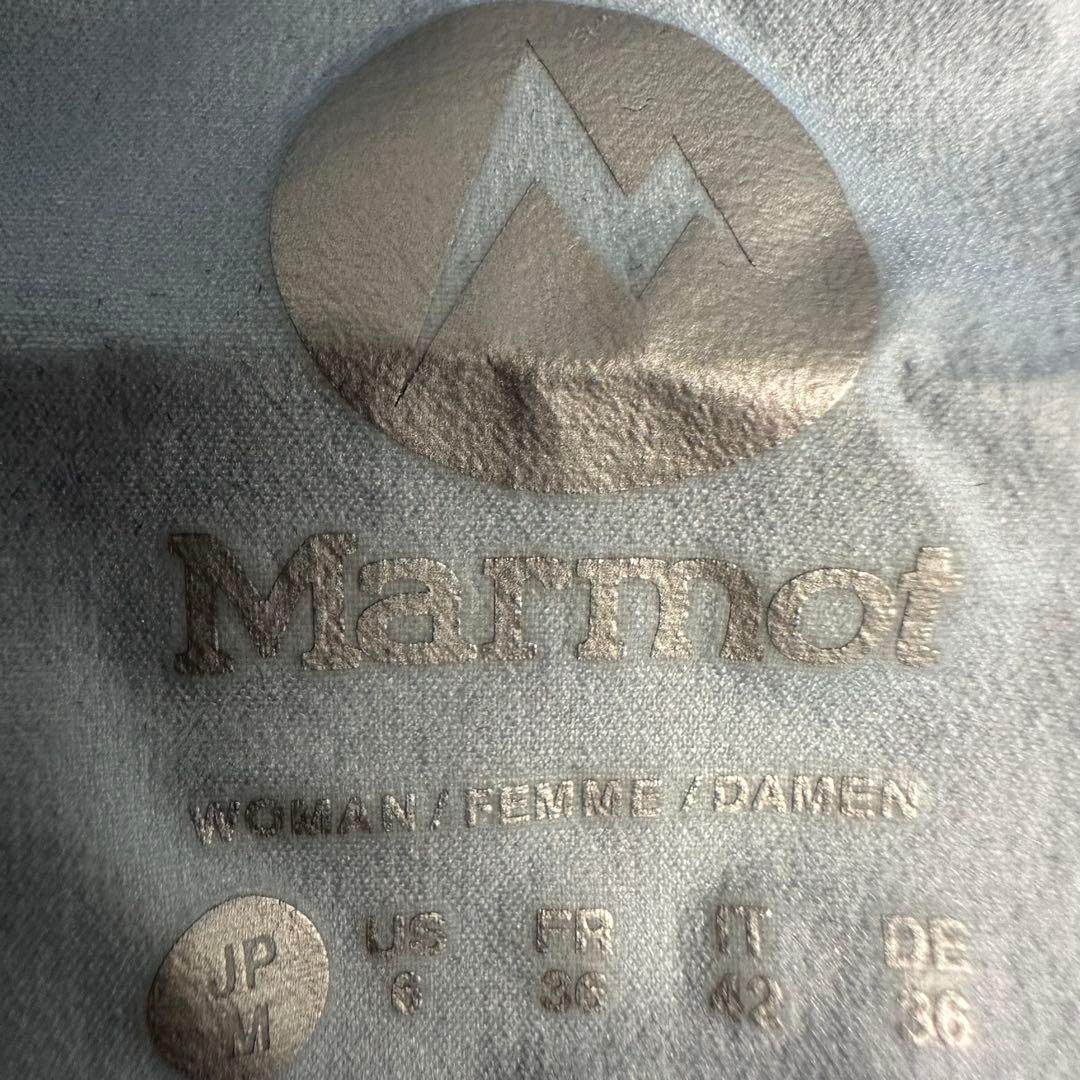 Marmot
WOMAN / FEMME / DAMEN
JP US FR IT DE
M 6 36 42 36